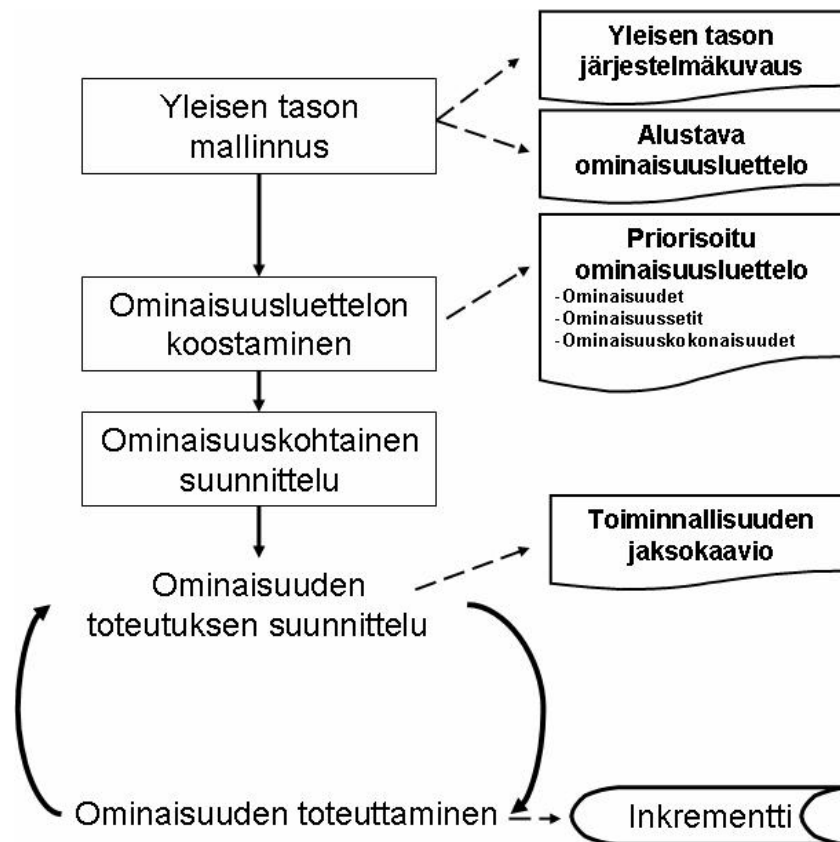 Yleisen tason
mallinnus
Yleisen tason
järjestelmäkuvaus
Alustava
ominaisuusluettelo
Ominaisuusluettelon
koostaminen
Priorisoitu
ominaisuusluettelo
-Ominaisuudet
-Ominaisuussetit
-Ominaisuuskokonaisuudet
Ominaisuuskohtainen
suunnittelu
Ominaisuuden
toteutuksen suunnittelu
Toiminnallisuuden
jaksokaavio
Ominaisuuden toteuttaminen
Inkrementti